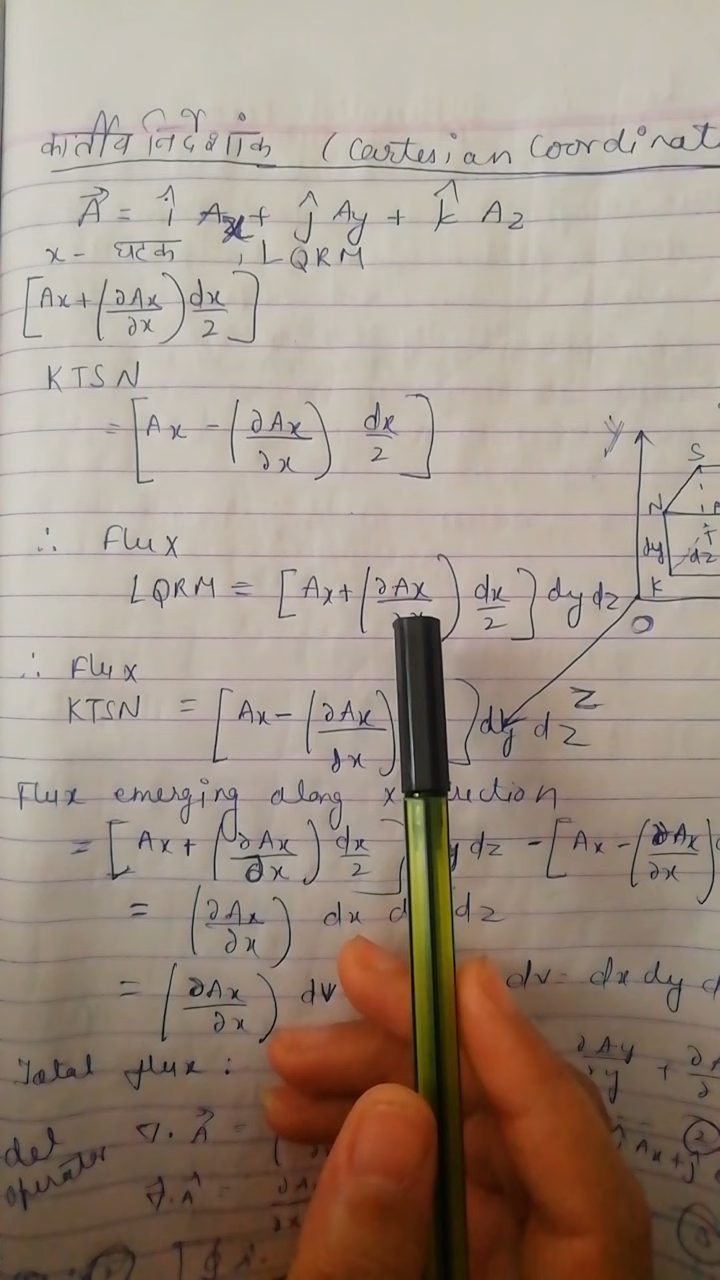 कार्तीय निर्देशांक (Cartesian Coordinat
A⃗ = î Ax + ĵ Ay + k̂ Az
x - घटक , LQRM
[Ax + (∂Ax/∂x) dx/2]
KTSN
= [Ax - (∂Ax/∂x) dx/2]
y
S
N
dy
dz
T
K
O
∴ Flux
LQRM = [Ax + (∂Ax/∂x) dx/2] dy dz
∴ Flux
KTSN = [Ax - (∂Ax/∂x) ] dy dz
Z
Flux emerging along x
= [Ax + (∂Ax/∂x) dx/2] y dz - [Ax - (∂Ax/∂x)
= (∂Ax/∂x) dx d dz
= (∂Ax/∂x) dv dv = dx dy d
Total flux : ∂Ay/∂y +
del operator ∇. A⃗ =
∇. A⃗ =